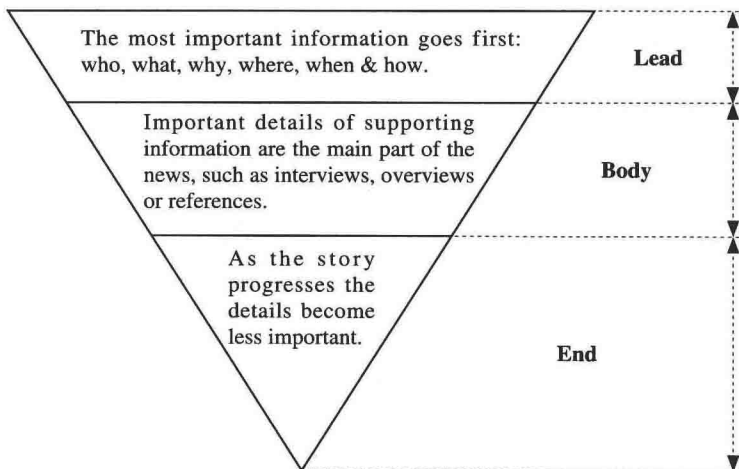 The most important information goes first:
who, what, why, where, when & how.
Lead
Important details of supporting
information are the main part of the
news, such as interviews, overviews
or references.
Body
As the story
progresses the
details become
less important.
End